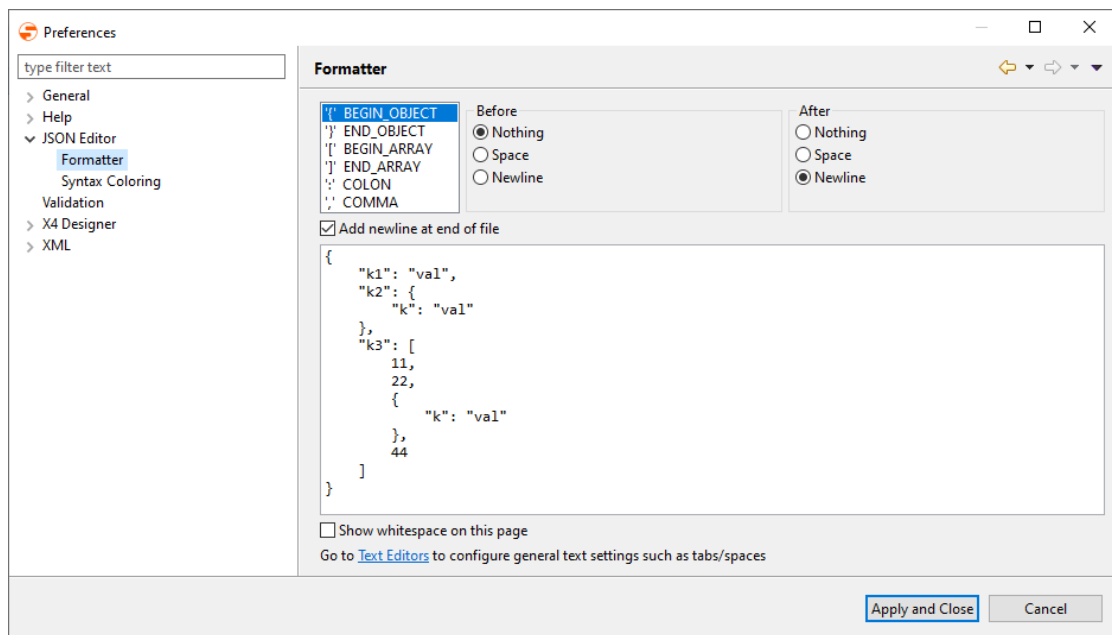 Preferences
type filter text
General
Help
JSON Editor
Formatter
Syntax Coloring
Validation
X4 Designer
XML
Formatter
'{' BEGIN_OBJECT
'}' END_OBJECT
'[' BEGIN_ARRAY
']' END_ARRAY
':' COLON
',' COMMA
Before
Nothing
Space
Newline
After
Nothing
Space
Newline
Add newline at end of file
{
    "k1": "val",
    "k2": {
        "k": "val"
    },
    "k3": [
        11,
        22,
        {
            "k": "val"
        },
        44
    ]
}
Show whitespace on this page
Go to Text Editors to configure general text settings such as tabs/spaces
Apply and Close
Cancel